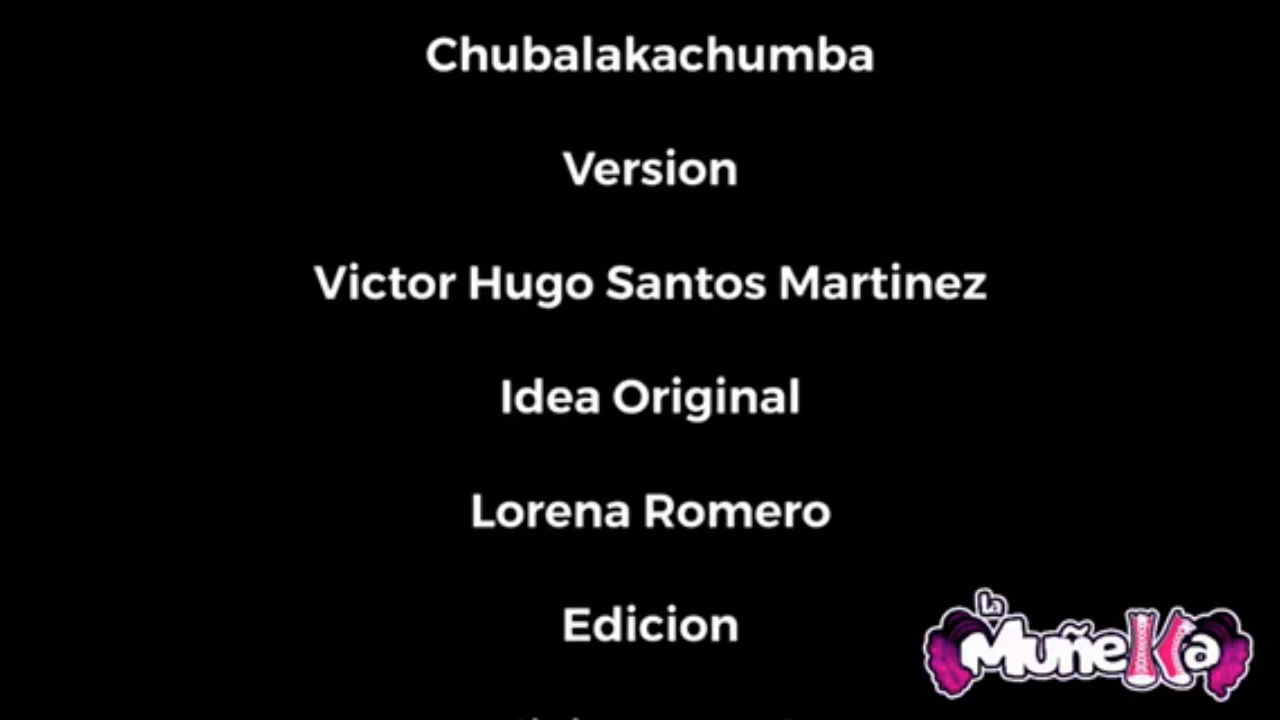 Chubalakachumba
Version
Victor Hugo Santos Martinez
Idea Original
Lorena Romero
Edicion
La
Muñeka